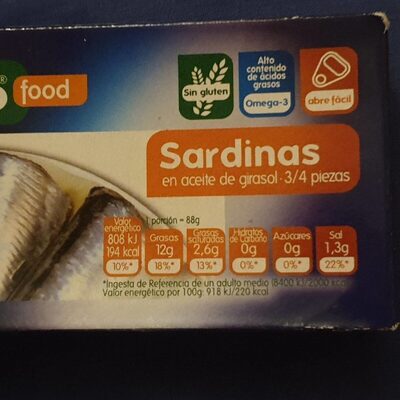 food
Sin gluten
Alto
contenido
de ácidos
grasos
Omega-3
abre fácil
Sardinas
en aceite de girasol · 3/4 piezas
1 porción = 88g
Valor
energético
808 kJ
194 kcal
10%*
Grasas
12g
18%*
Grasas
saturadas
2,6g
13%*
Hidratos
de Carbono
0g
0%*
Azúcares
0g
0%*
Sal
1,3g
22%*
*Ingesta de Referencia de un adulto medio (8400 kJ/2000 kcal)
Valor energético por 100g: 918 kJ/220 kcal